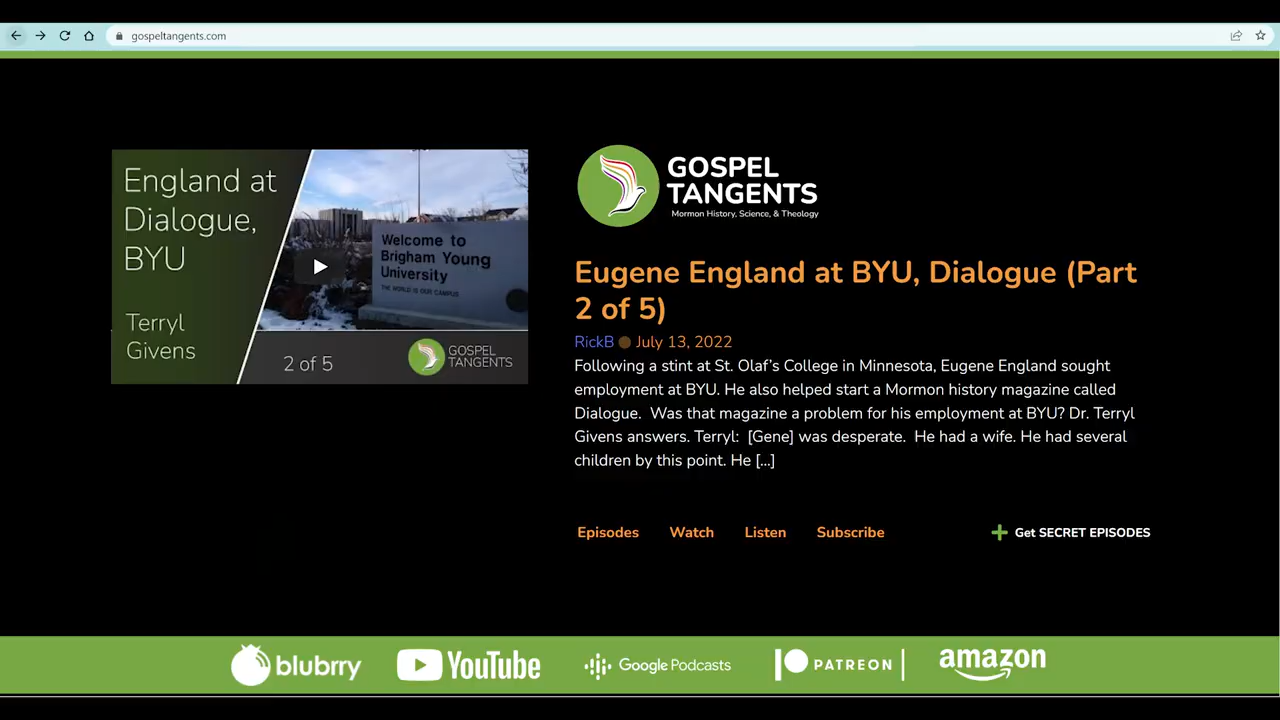 gospeltangents.com
England at
Dialogue,
BYU
Terryl
Givens
Welcome to
Brigham Young
University
THE WORLD IS OUR CAMPUS
2 of 5
GOSPEL
TANGENTS
GOSPEL
TANGENTS
Mormon History, Science, & Theology
Eugene England at BYU, Dialogue (Part
2 of 5)
RickB July 13, 2022
Following a stint at St. Olaf’s College in Minnesota, Eugene England sought
employment at BYU. He also helped start a Mormon history magazine called
Dialogue.  Was that magazine a problem for his employment at BYU? Dr. Terryl
Givens answers. Terryl:  [Gene] was desperate.  He had a wife. He had several
children by this point. He [...]
Episodes Watch Listen Subscribe Get SECRET EPISODES
blubrry YouTube Google Podcasts PATREON amazon